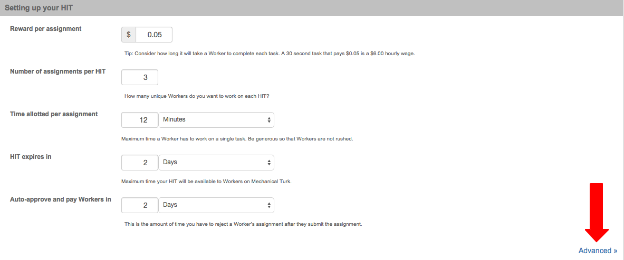 Setting up your HIT
Reward per assignment
$ 0.05
Tip: Consider how long it will take a Worker to complete each task. A 30 second task that pays $0.05 is a $6.00 hourly wage.
Number of assignments per HIT
3
How many unique Workers do you want to work on each HIT?
Time allotted per assignment
12 Minutes
Maximum time a Worker has to work on a single task. Be generous so that Workers are not rushed.
HIT expires in
2 Days
Maximum time your HIT will be available to Workers on Mechanical Turk.
Auto-approve and pay Workers in
2 Days
This is the amount of time you have to reject a Worker's assignment after they submit the assignment.
Advanced »